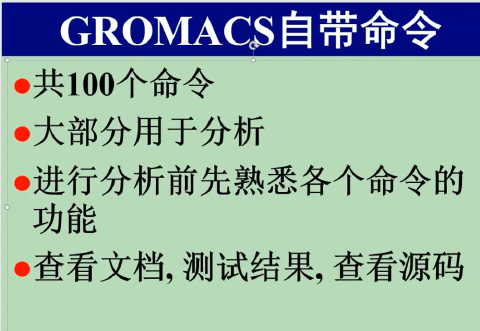 GROMACS自带命令
共100个命令
大部分用于分析
进行分析前先熟悉各个命令的
功能
查看文档, 测试结果, 查看源码